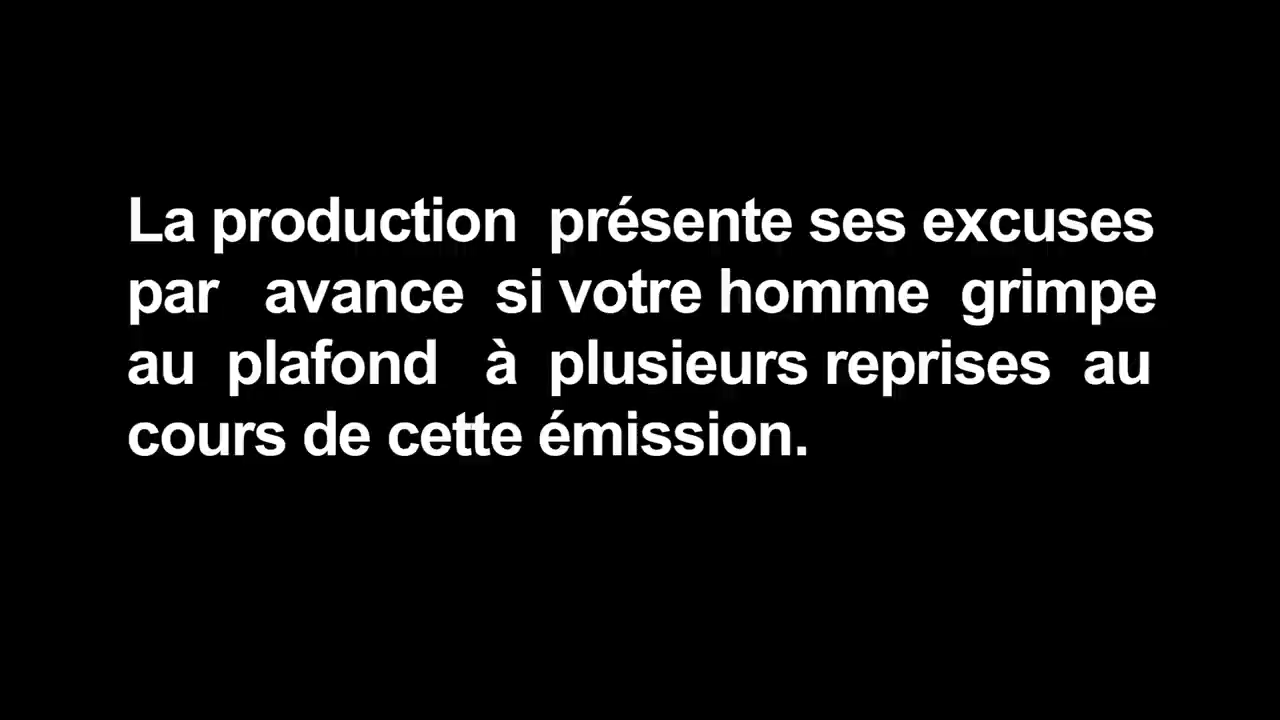 La production présente ses excuses
par avance si votre homme grimpe
au plafond à plusieurs reprises au
cours de cette émission.